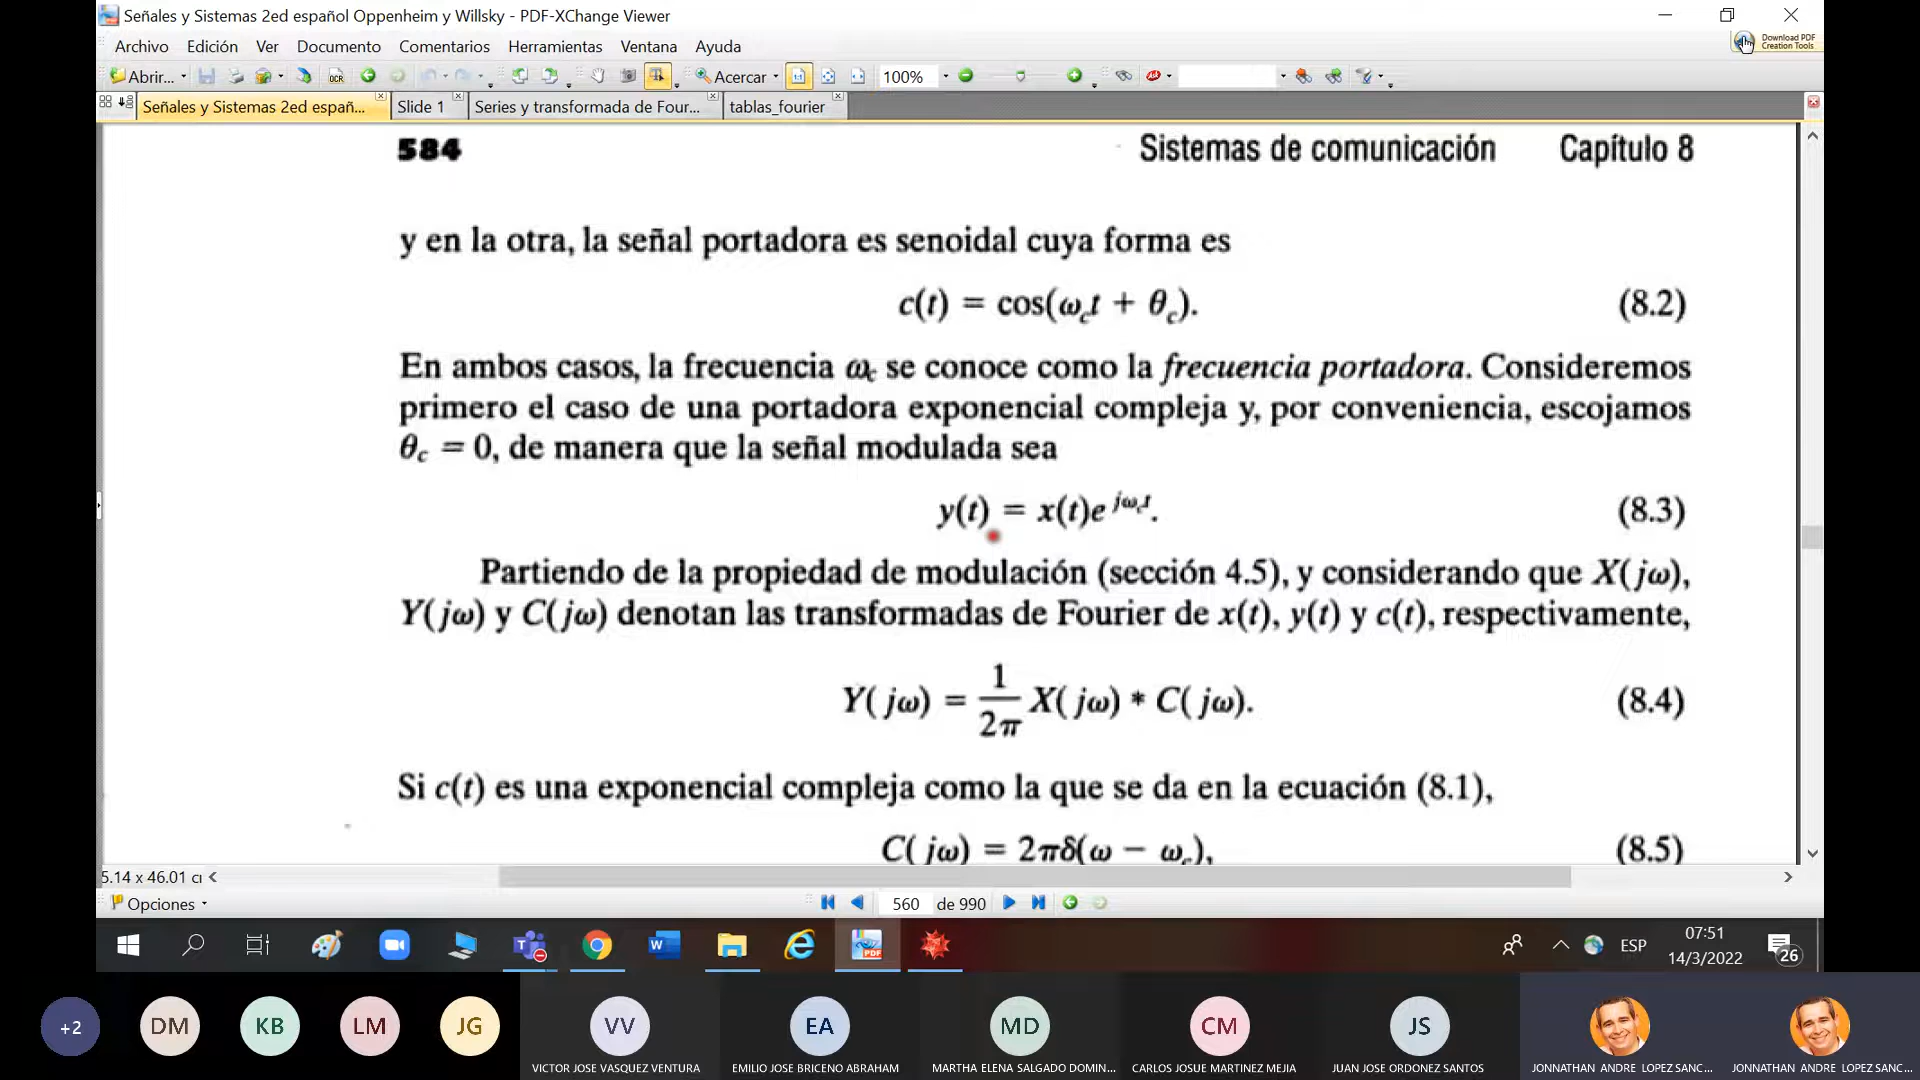 Señales y Sistemas 2ed español Oppenheim y Willsky - PDF-XChange Viewer
Archivo Edición Ver Documento Comentarios Herramientas Ventana Ayuda
Download PDF
Creation Tools
Abrir... OCR Acercar 100%
Señales y Sistemas 2ed españ... Slide 1 Series y transformada de Four... tablas_fourier
584 Sistemas de comunicación Capítulo 8
y en la otra, la señal portadora es senoidal cuya forma es
c(t) = cos(ω_c t + θ_c). (8.2)
En ambos casos, la frecuencia ω_c se conoce como la frecuencia portadora. Consideremos
primero el caso de una portadora exponencial compleja y, por conveniencia, escojamos
θ_c = 0, de manera que la señal modulada sea
y(t) = x(t)e^{jω_c t}. (8.3)
Partiendo de la propiedad de modulación (sección 4.5), y considerando que X(jω),
Y(jω) y C(jω) denotan las transformadas de Fourier de x(t), y(t) y c(t), respectivamente,
Y(jω) = 1/2π X(jω) * C(jω). (8.4)
Si c(t) es una exponencial compleja como la que se da en la ecuación (8.1),
C(jω) = 2πδ(ω − ω_c), (8.5)
5.14 x 46.01 cı
Opciones 560 de 990
ESP 07:51
14/3/2022 26
+2 DM KB LM JG VV EA MD CM JS
VICTOR JOSE VASQUEZ VENTURA EMILIO JOSE BRICENO ABRAHAM MARTHA ELENA SALGADO DOMIN... CARLOS JOSUE MARTINEZ MEJIA JUAN JOSE ORDONEZ SANTOS JONNATHAN ANDRE LOPEZ SANC... JONNATHAN ANDRE LOPEZ SANC...